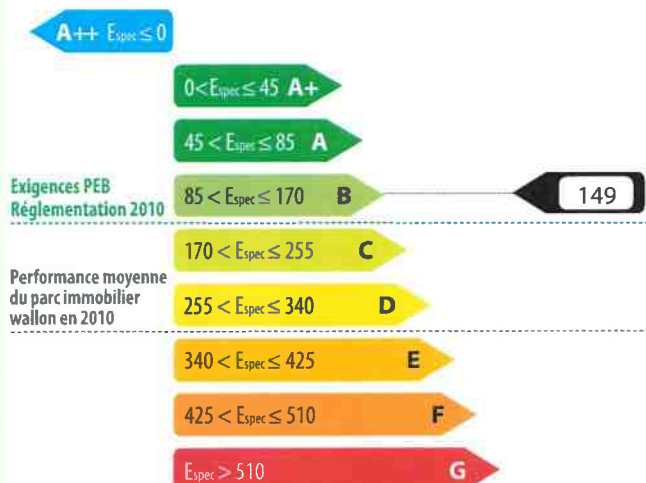 A++ Espec ≤ 0
0 < Espec ≤ 45 A+
45 < Espec ≤ 85 A
Exigences PEB
Réglementation 2010
85 < Espec ≤ 170 B
149
170 < Espec ≤ 255 C
Performance moyenne
du parc immobilier
wallon en 2010
255 < Espec ≤ 340 D
340 < Espec ≤ 425 E
425 < Espec ≤ 510 F
Espec > 510 G